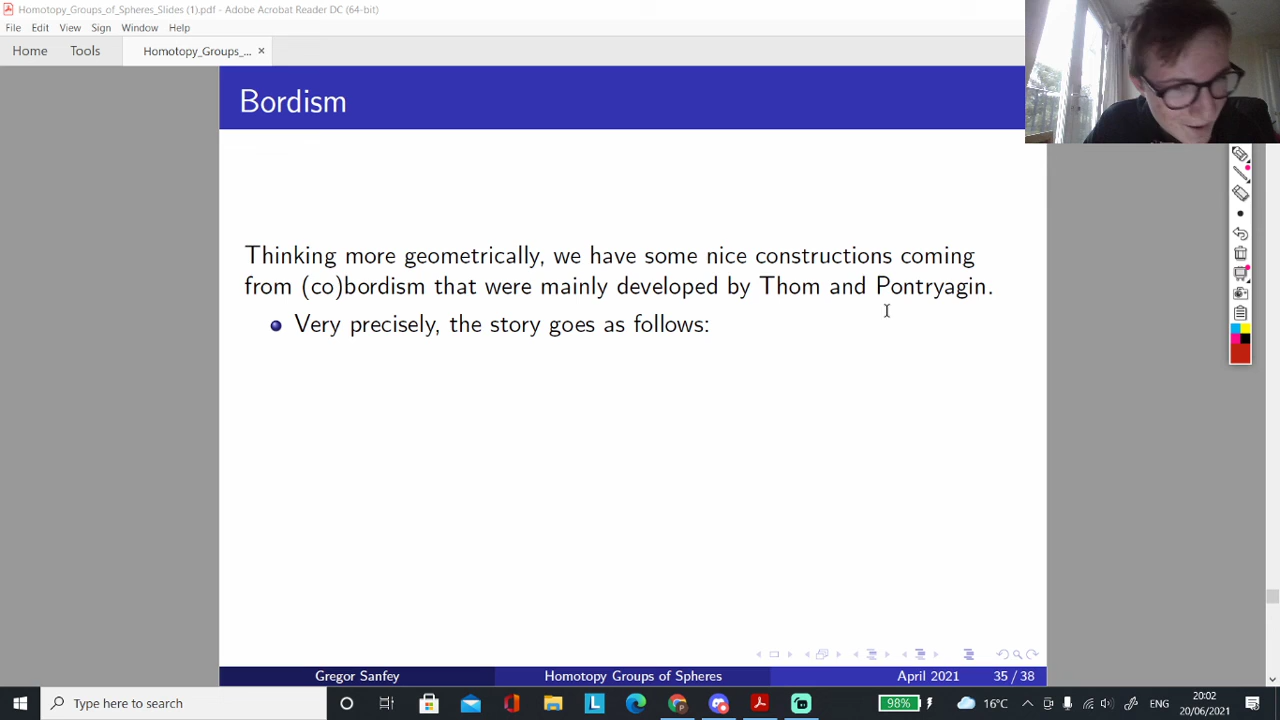 Homotopy_Groups_of_Spheres_Slides (1).pdf - Adobe Acrobat Reader DC (64-bit)
File Edit View Sign Window Help
Home Tools Homotopy_Groups_... ×
Bordism
Thinking more geometrically, we have some nice constructions coming
from (co)bordism that were mainly developed by Thom and Pontryagin.
Very precisely, the story goes as follows:
Gregor Sanfey Homotopy Groups of Spheres April 2021 35 / 38
Type here to search 98% 16°C ENG 20:02
20/06/2021